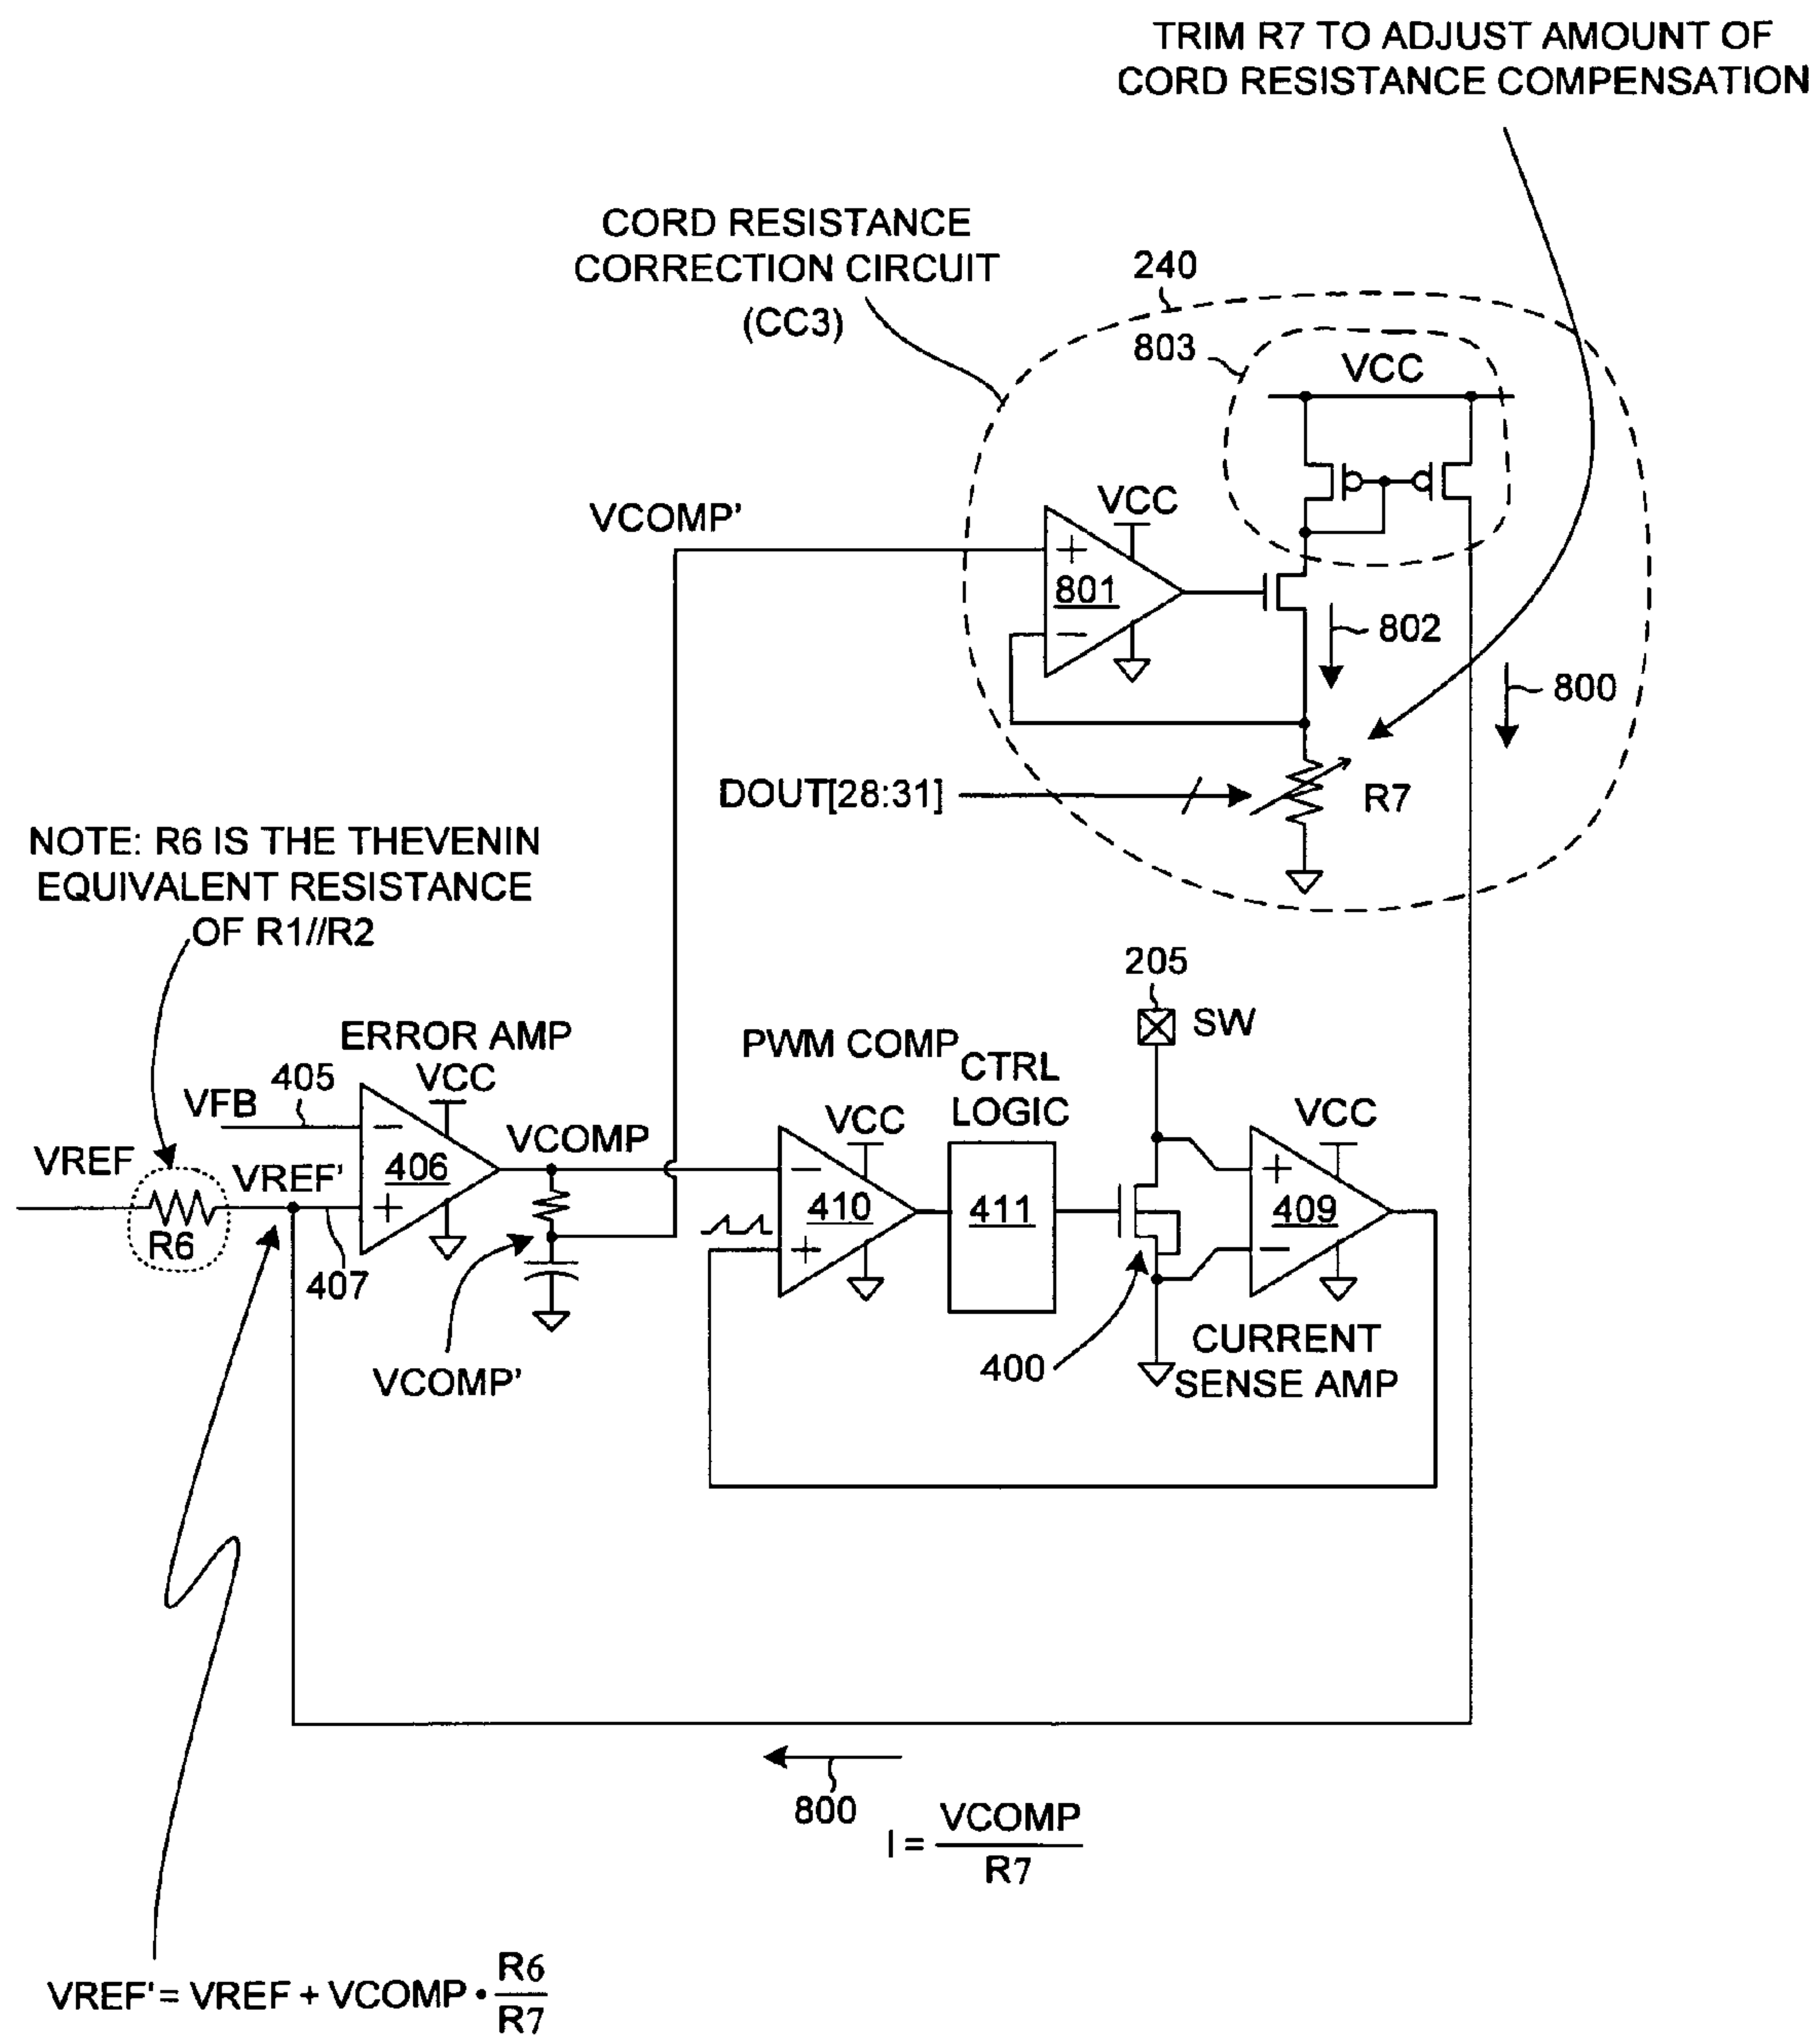 TRIM R7 TO ADJUST AMOUNT OF
CORD RESISTANCE COMPENSATION
CORD RESISTANCE
CORRECTION CIRCUIT
(CC3)
240
803
VCC
VCOMP'
VCC
+
801
−
802
800
DOUT[28:31]
R7
NOTE: R6 IS THE THEVENIN
EQUIVALENT RESISTANCE
OF R1//R2
205
SW
ERROR AMP
VCC
PWM COMP
CTRL
LOGIC
VCC
VCC
VFB
405
−
VCOMP
VREF
VREF'
406
+
R6
407
−
410
+
411
+
409
−
400
VCOMP'
CURRENT
SENSE AMP
800
I = VCOMP
R7
VREF' = VREF + VCOMP • R6
R7